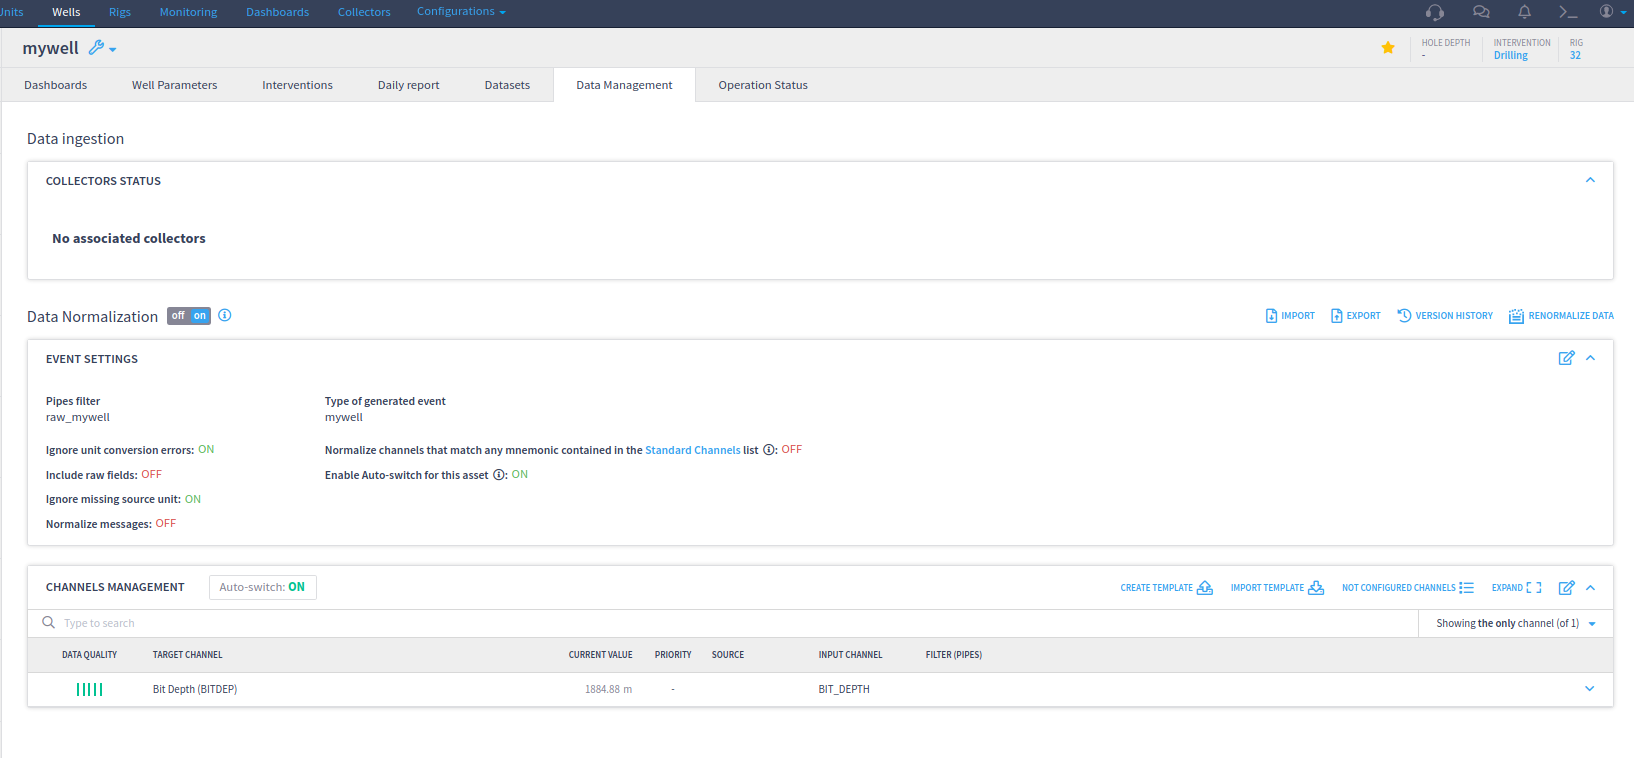 Units Wells Rigs Monitoring Dashboards Collectors Configurations
mywell
HOLE DEPTH
-
INTERVENTION
Drilling
RIG
32
Dashboards Well Parameters Interventions Daily report Datasets Data Management Operation Status
Data ingestion
COLLECTORS STATUS
No associated collectors
Data Normalization off on IMPORT EXPORT VERSION HISTORY RENORMALIZE DATA
EVENT SETTINGS
Pipes filter
raw_mywell
Type of generated event
mywell
Ignore unit conversion errors: ON
Normalize channels that match any mnemonic contained in the Standard Channels list : OFF
Include raw fields: OFF
Enable Auto-switch for this asset : ON
Ignore missing source unit: ON
Normalize messages: OFF
CHANNELS MANAGEMENT Auto-switch: ON CREATE TEMPLATE IMPORT TEMPLATE NOT CONFIGURED CHANNELS EXPAND
Type to search Showing the only channel (of 1)
DATA QUALITY TARGET CHANNEL CURRENT VALUE PRIORITY SOURCE INPUT CHANNEL FILTER (PIPES)
Bit Depth (BITDEP) 1884.88 m - BIT_DEPTH